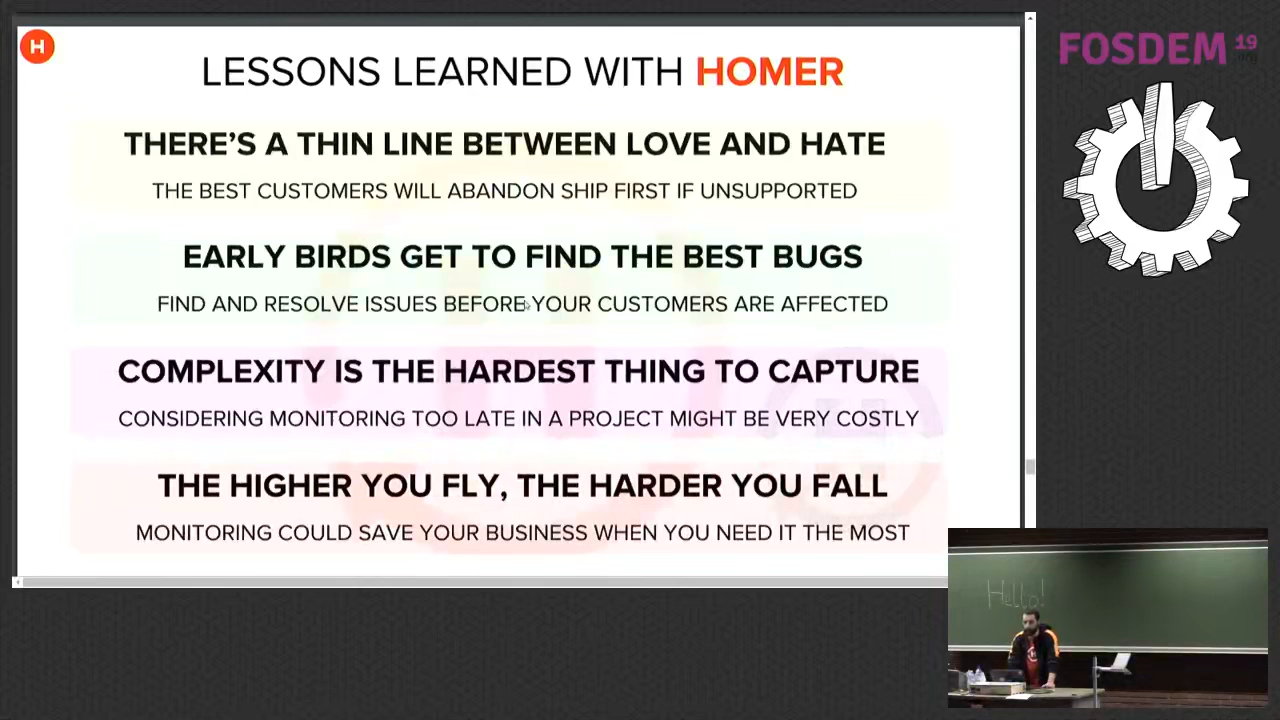 H
LESSONS LEARNED WITH HOMER
THERE'S A THIN LINE BETWEEN LOVE AND HATE
THE BEST CUSTOMERS WILL ABANDON SHIP FIRST IF UNSUPPORTED
EARLY BIRDS GET TO FIND THE BEST BUGS
FIND AND RESOLVE ISSUES BEFORE YOUR CUSTOMERS ARE AFFECTED
COMPLEXITY IS THE HARDEST THING TO CAPTURE
CONSIDERING MONITORING TOO LATE IN A PROJECT MIGHT BE VERY COSTLY
THE HIGHER YOU FLY, THE HARDER YOU FALL
MONITORING COULD SAVE YOUR BUSINESS WHEN YOU NEED IT THE MOST
FOSDEM 19
.org
Hello!